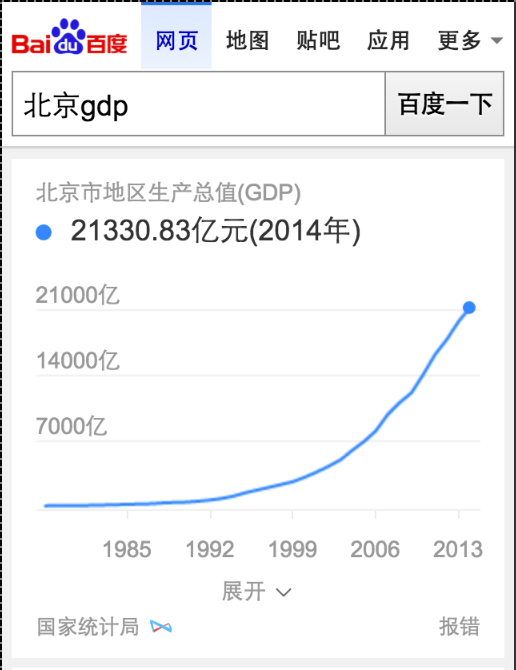 Bai du 百度 网页 地图 贴吧 应用 更多
北京gdp 百度一下
北京市地区生产总值(GDP)
21330.83亿元(2014年)
21000亿
14000亿
7000亿
1985 1992 1999 2006 2013
展开
国家统计局 报错